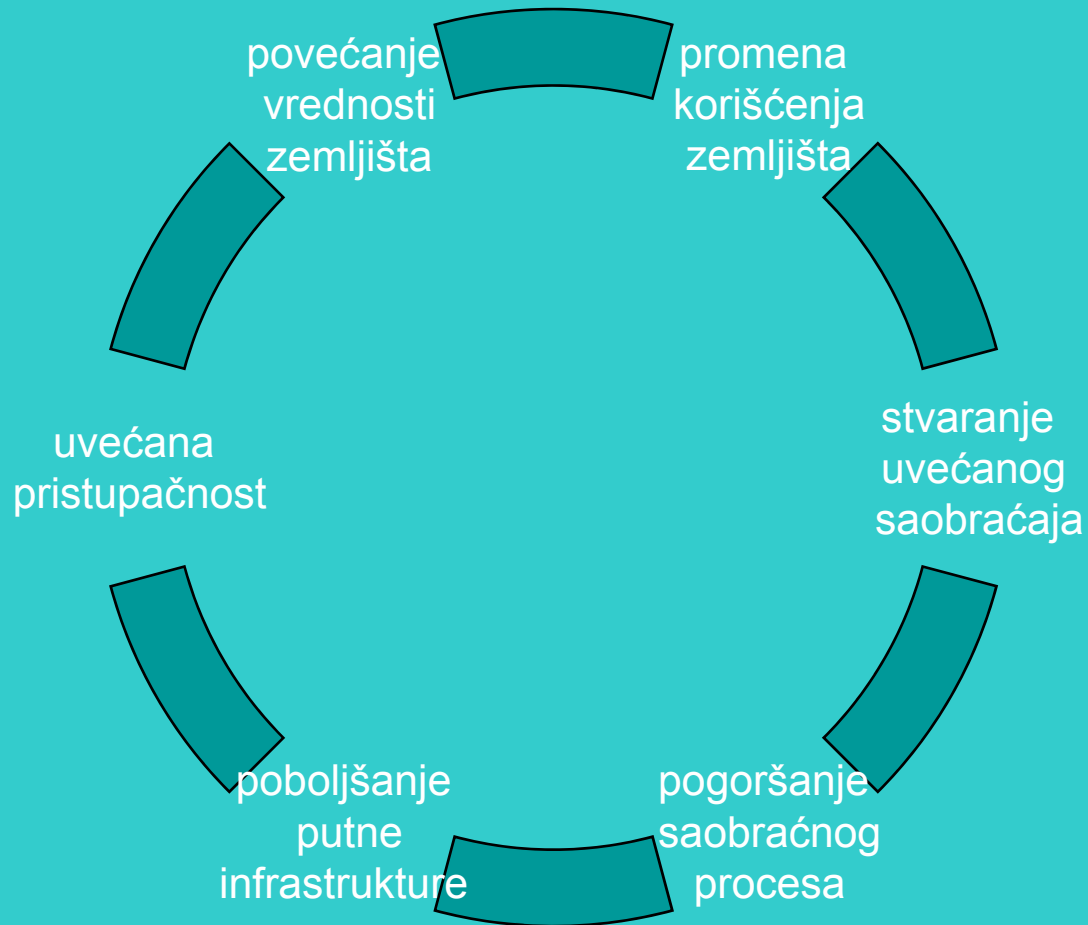 povećanje
vrednosti
zemljišta
promena
korišćenja
zemljišta
uvećana
pristupačnost
stvaranje
uvećanog
saobraćaja
poboljšanje
putne
infrastrukture
pogoršanje
saobraćnog
procesa